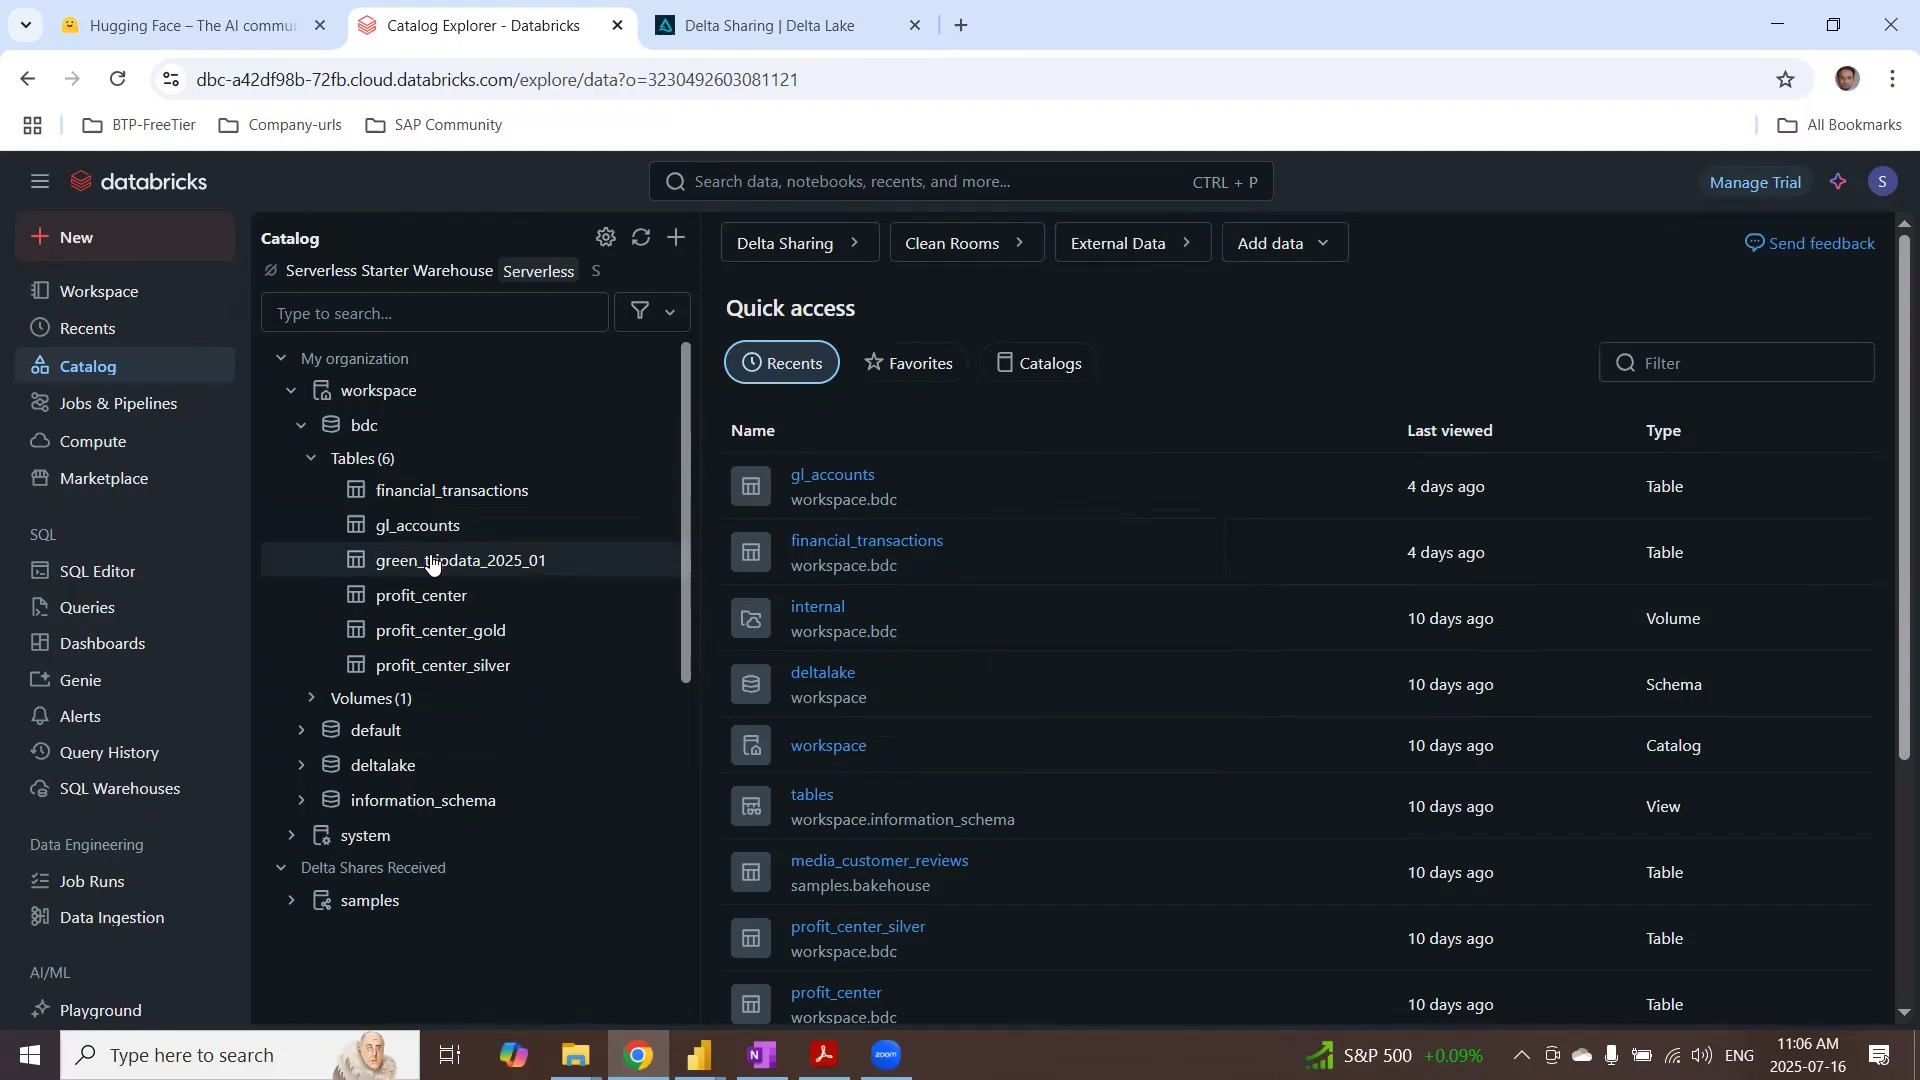 Hugging Face – The AI commun
Catalog Explorer - Databricks
Delta Sharing | Delta Lake
dbc-a42df98b-72fb.cloud.databricks.com/explore/data?o=3230492603081121
BTP-FreeTier
Company-urls
SAP Community
All Bookmarks
databricks
Search data, notebooks, recents, and more...
CTRL + P
Manage Trial
S
New
Workspace
Recents
Catalog
Jobs & Pipelines
Compute
Marketplace
SQL
SQL Editor
Queries
Dashboards
Genie
Alerts
Query History
SQL Warehouses
Data Engineering
Job Runs
Data Ingestion
AI/ML
Playground
Catalog
Serverless Starter Warehouse Serverless S
Type to search...
My organization
workspace
bdc
Tables (6)
financial_transactions
gl_accounts
green_tripdata_2025_01
profit_center
profit_center_gold
profit_center_silver
Volumes (1)
default
deltalake
information_schema
system
Delta Shares Received
samples
Delta Sharing
Clean Rooms
External Data
Add data
Send feedback
Quick access
Recents
Favorites
Catalogs
Filter
Name Last viewed Type
gl_accounts
workspace.bdc
4 days ago Table
financial_transactions
workspace.bdc
4 days ago Table
internal
workspace.bdc
10 days ago Volume
deltalake
workspace
10 days ago Schema
workspace 10 days ago Catalog
tables
workspace.information_schema
10 days ago View
media_customer_reviews
samples.bakehouse
10 days ago Table
profit_center_silver
workspace.bdc
10 days ago Table
profit_center
workspace.bdc
10 days ago Table
Type here to search
zoom
S&P 500 +0.09%
ENG
11:06 AM
2025-07-16